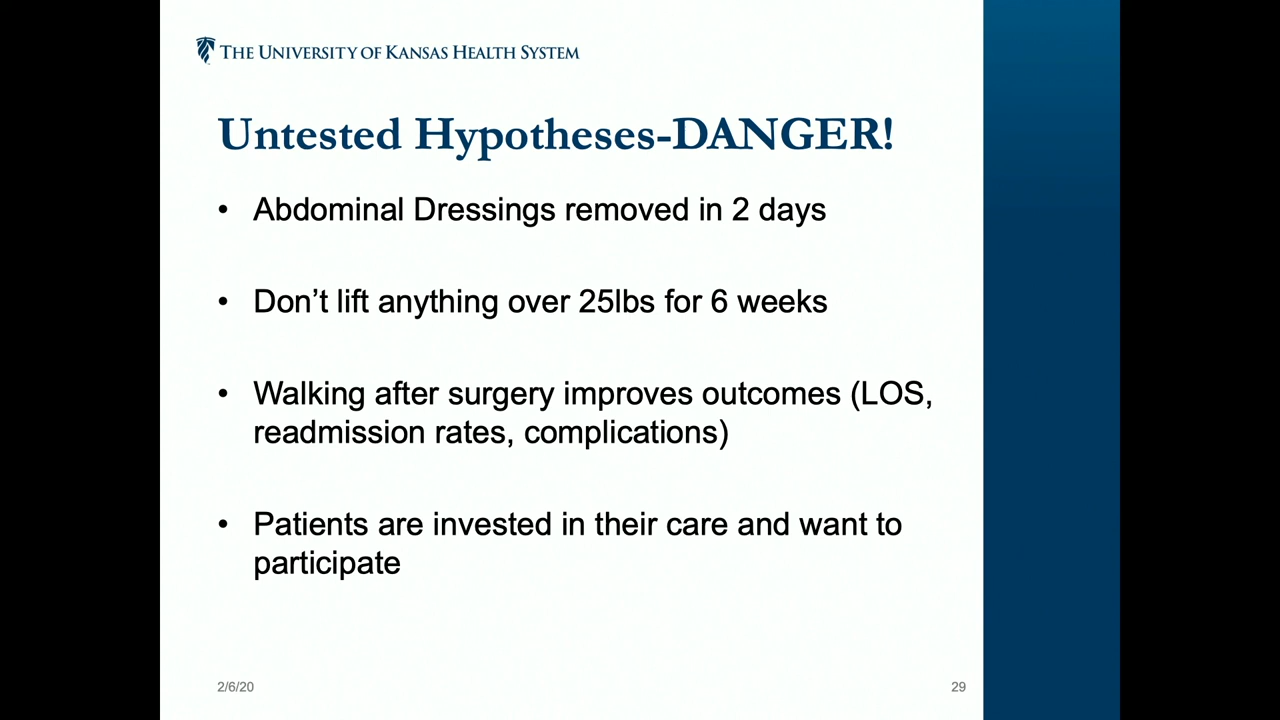 THE UNIVERSITY OF KANSAS HEALTH SYSTEM
Untested Hypotheses-DANGER!
• Abdominal Dressings removed in 2 days
• Don’t lift anything over 25lbs for 6 weeks
• Walking after surgery improves outcomes (LOS,
readmission rates, complications)
• Patients are invested in their care and want to
participate
2/6/20
29